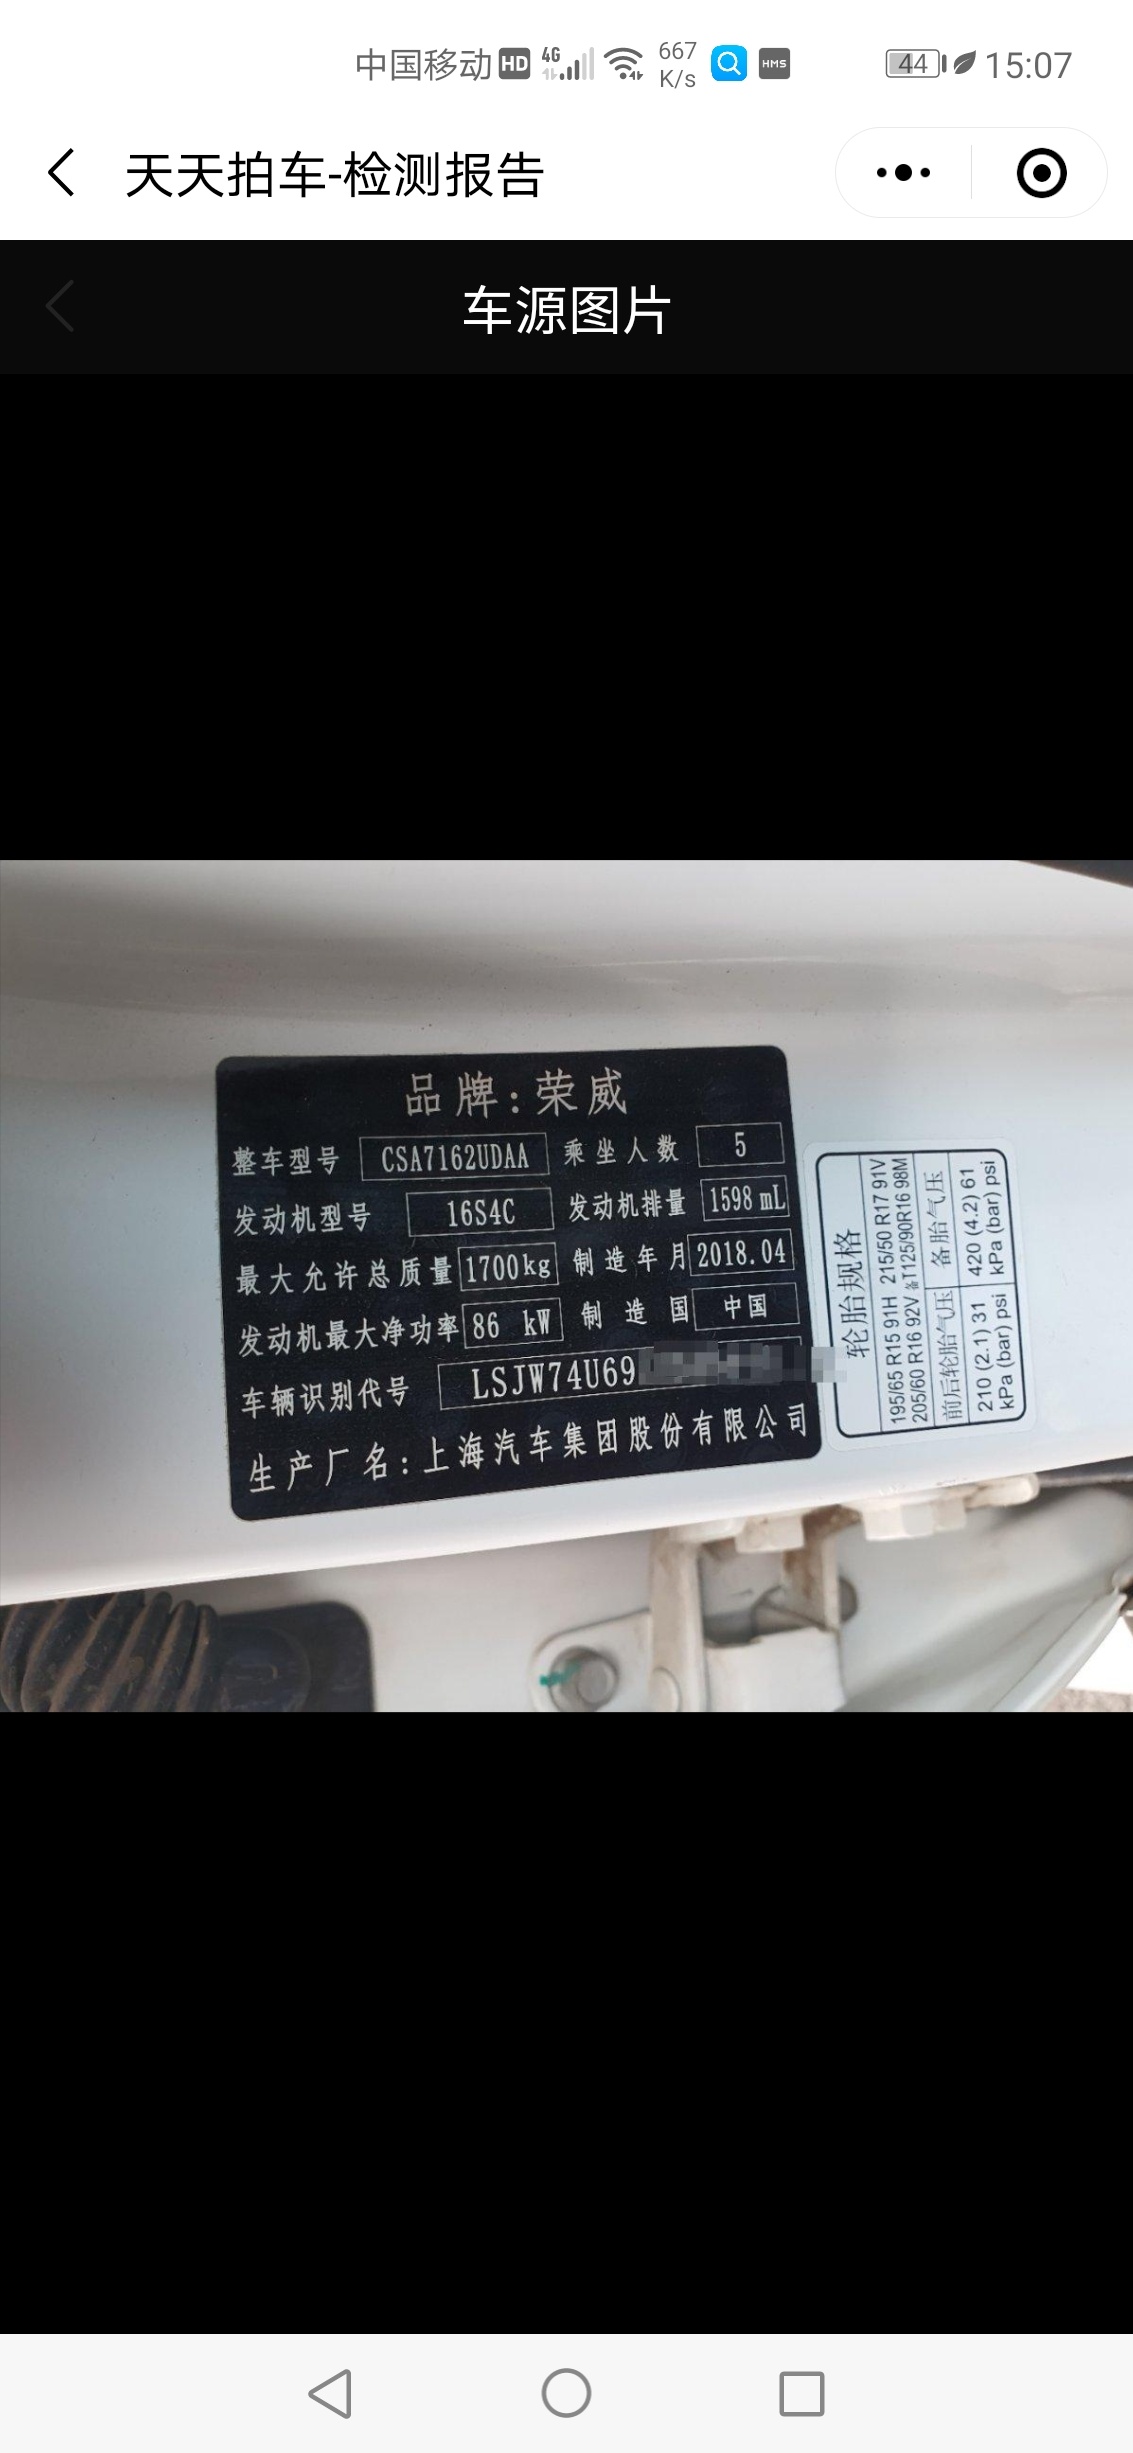 中国移动 HD 4G 667 K/s HMS 44 15:07
天天拍车-检测报告
车源图片
品牌:荣威
整车型号 CSA7162UDAA 乘坐人数 5
发动机型号 16S4C 发动机排量 1598 mL
最大允许总质量 1700kg 制造年月 2018.04
发动机最大净功率 86 kW 制造国 中国
车辆识别代号 LSJW74U69
生产厂名:上海汽车集团股份有限公司
轮胎规格
195/65 R15 91H 215/50 R17 91V
205/60 R16 92V 备T125/90R16 98M
前后轮胎气压 备胎气压
210 (2.1) 31 420 (4.2) 61
kPa (bar) psi kPa (bar) psi